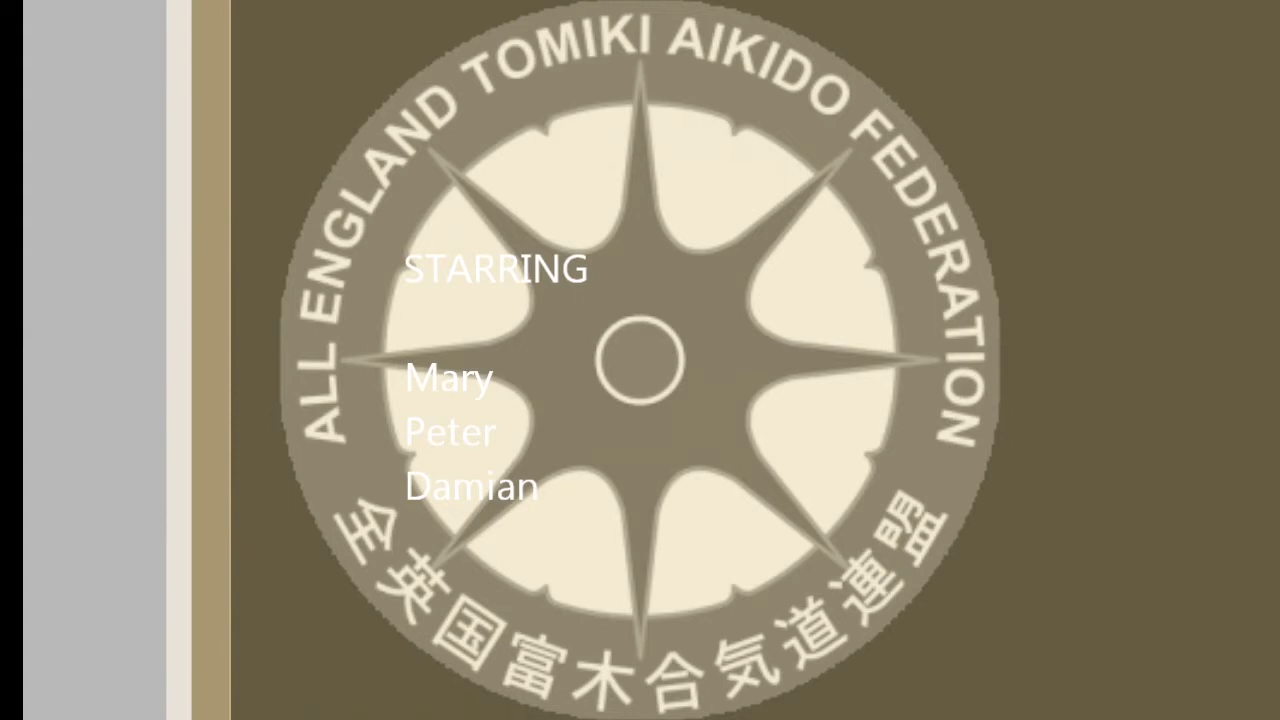 ALL ENGLAND TOMIKI AIKIDO FEDERATION
STARRING
Mary
Peter
Damian
全英国富木合気道連盟